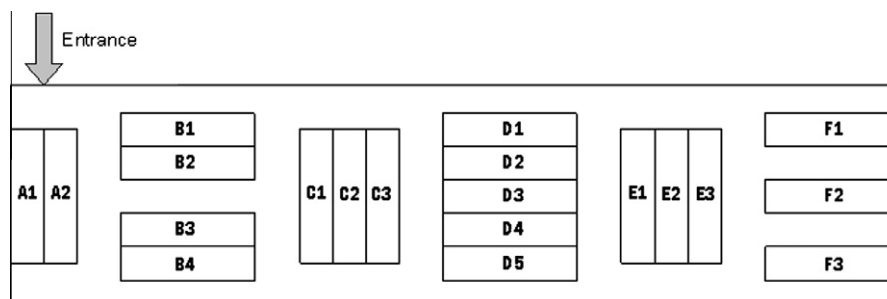 Entrance
B1
D1
F1
B2
D2
A1 A2
C1 C2 C3
D3
E1 E2 E3
F2
B3
D4
B4
D5
F3